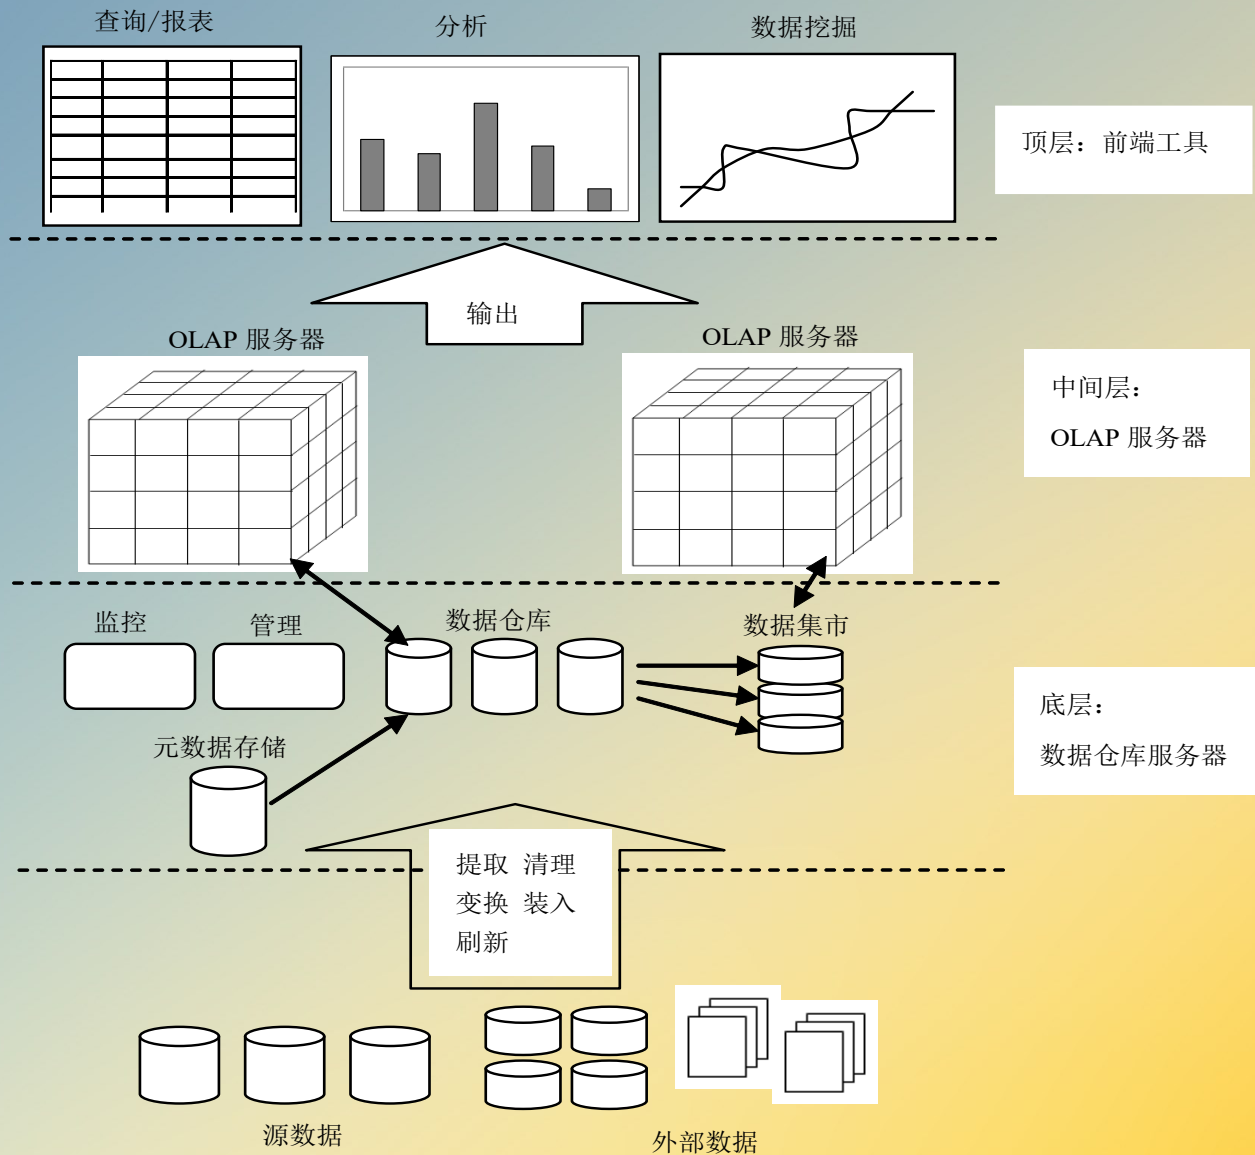 查询/报表
分析
数据挖掘
顶层：前端工具
输出
OLAP 服务器
OLAP 服务器
中间层：
OLAP 服务器
监控
管理
数据仓库
数据集市
元数据存储
底层：
数据仓库服务器
提取 清理
变换 装入
刷新
源数据
外部数据